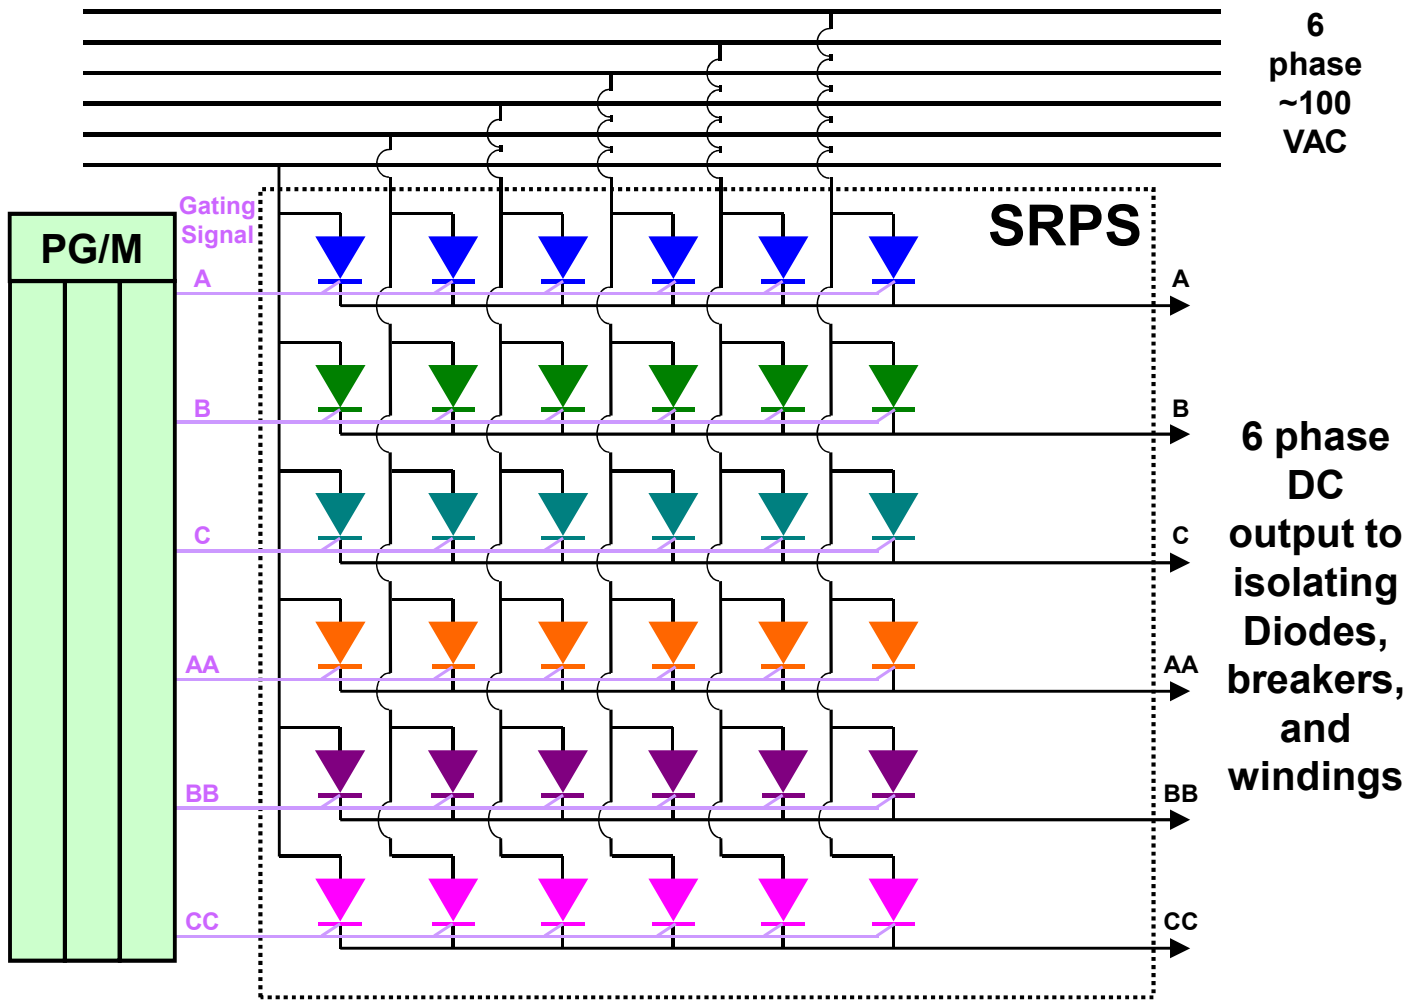 6
phase
~100
VAC
Gating
Signal
SRPS
PG/M
A
A
B
B
C
C
AA
AA
BB
BB
CC
CC
6 phase
DC
output to
isolating
Diodes,
breakers,
and
windings